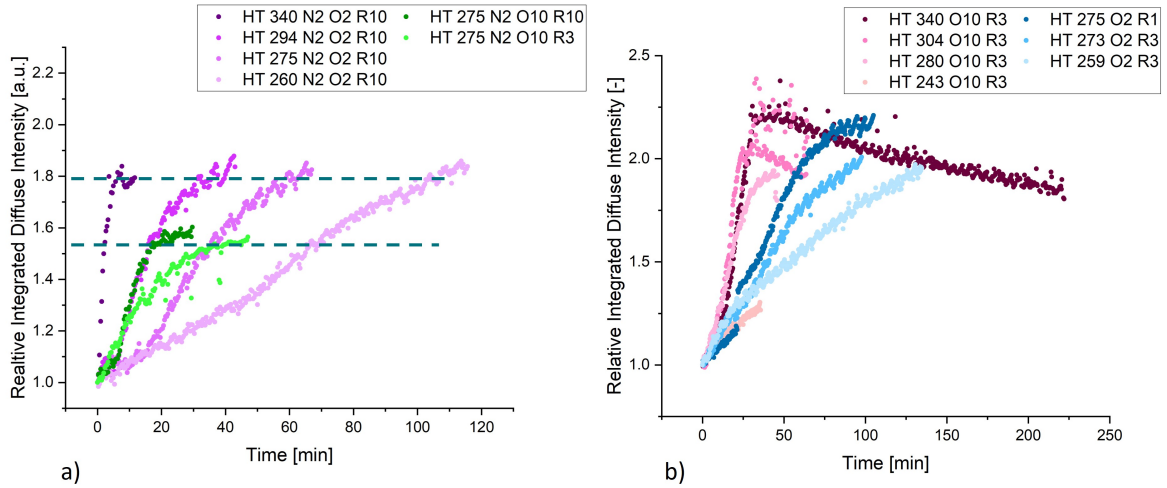 HT 340 N2 O2 R10
HT 294 N2 O2 R10
HT 275 N2 O2 R10
HT 260 N2 O2 R10
HT 275 N2 O10 R10
HT 275 N2 O10 R3
Realtive Integrated Diffuse Intensity [a.u.]
2.2
2.0
1.8
1.6
1.4
1.2
1.0
0 20 40 60 80 100 120
Time [min]
a)
HT 340 O10 R3
HT 304 O10 R3
HT 280 O10 R3
HT 243 O10 R3
HT 275 O2 R1
HT 273 O2 R3
HT 259 O2 R3
Relative Integrated Diffuse Intensity [-]
2.5
2.0
1.5
1.0
0.5
0 50 100 150 200 250
Time [min]
b)